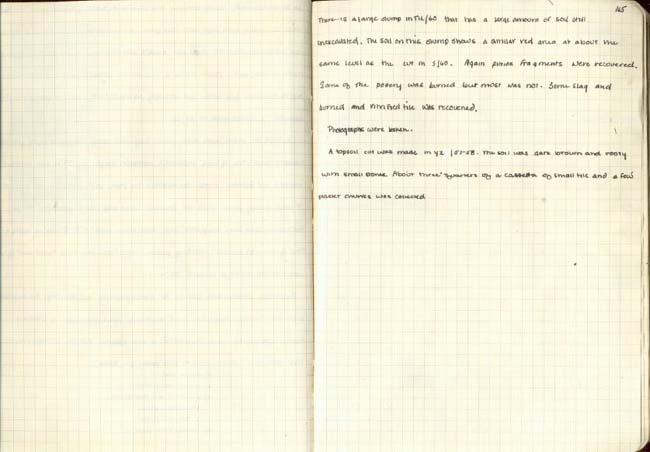 165
There is a large dump in T4/60 that has a large amount of soil still
unexcavated. The soil on this dump shows a similar red area at about the
same level as the cut in S/60. Again pithos fragments were recovered.
Some of the pottery was burned but most was not. Some slag and
burned and vitrified tile was recovered.
Photographs were taken.
A topsoil cut was made in Y2 /57-58. The soil was dark brown and rooty
with small stones. About three quarters of a cassetta of small tile and a few
plaster chunks was collected